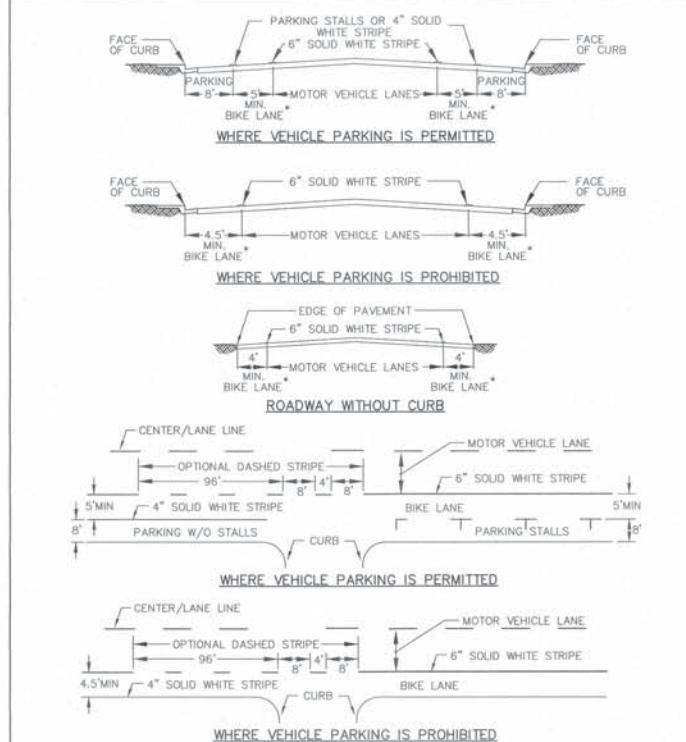 PARKING STALLS OR 4" SOLID
WHITE STRIPE
FACE
OF CURB
6" SOLID WHITE STRIPE
FACE
OF CURB
PARKING
8'
5'
MIN.
BIKE LANE*
MOTOR VEHICLE LANES
5'
MIN.
BIKE LANE*
PARKING
8'
WHERE VEHICLE PARKING IS PERMITTED
FACE
OF CURB
6" SOLID WHITE STRIPE
FACE
OF CURB
4.5'
MIN.
BIKE LANE*
MOTOR VEHICLE LANES
4.5'
MIN.
BIKE LANE*
WHERE VEHICLE PARKING IS PROHIBITED
EDGE OF PAVEMENT
6" SOLID WHITE STRIPE
4'
MIN.
BIKE LANE*
MOTOR VEHICLE LANES
4'
MIN.
BIKE LANE*
ROADWAY WITHOUT CURB
CENTER/LANE LINE
MOTOR VEHICLE LANE
OPTIONAL DASHED STRIPE
96'
8'
4'
8'
6" SOLID WHITE STRIPE
5'MIN
4" SOLID WHITE STRIPE
BIKE LANE
5'MIN
8'
PARKING W/O STALLS
PARKING STALLS
8'
CURB
WHERE VEHICLE PARKING IS PERMITTED
CENTER/LANE LINE
MOTOR VEHICLE LANE
OPTIONAL DASHED STRIPE
96'
8'
4'
8'
6" SOLID WHITE STRIPE
4.5'MIN
4" SOLID WHITE STRIPE
BIKE LANE
CURB
WHERE VEHICLE PARKING IS PROHIBITED